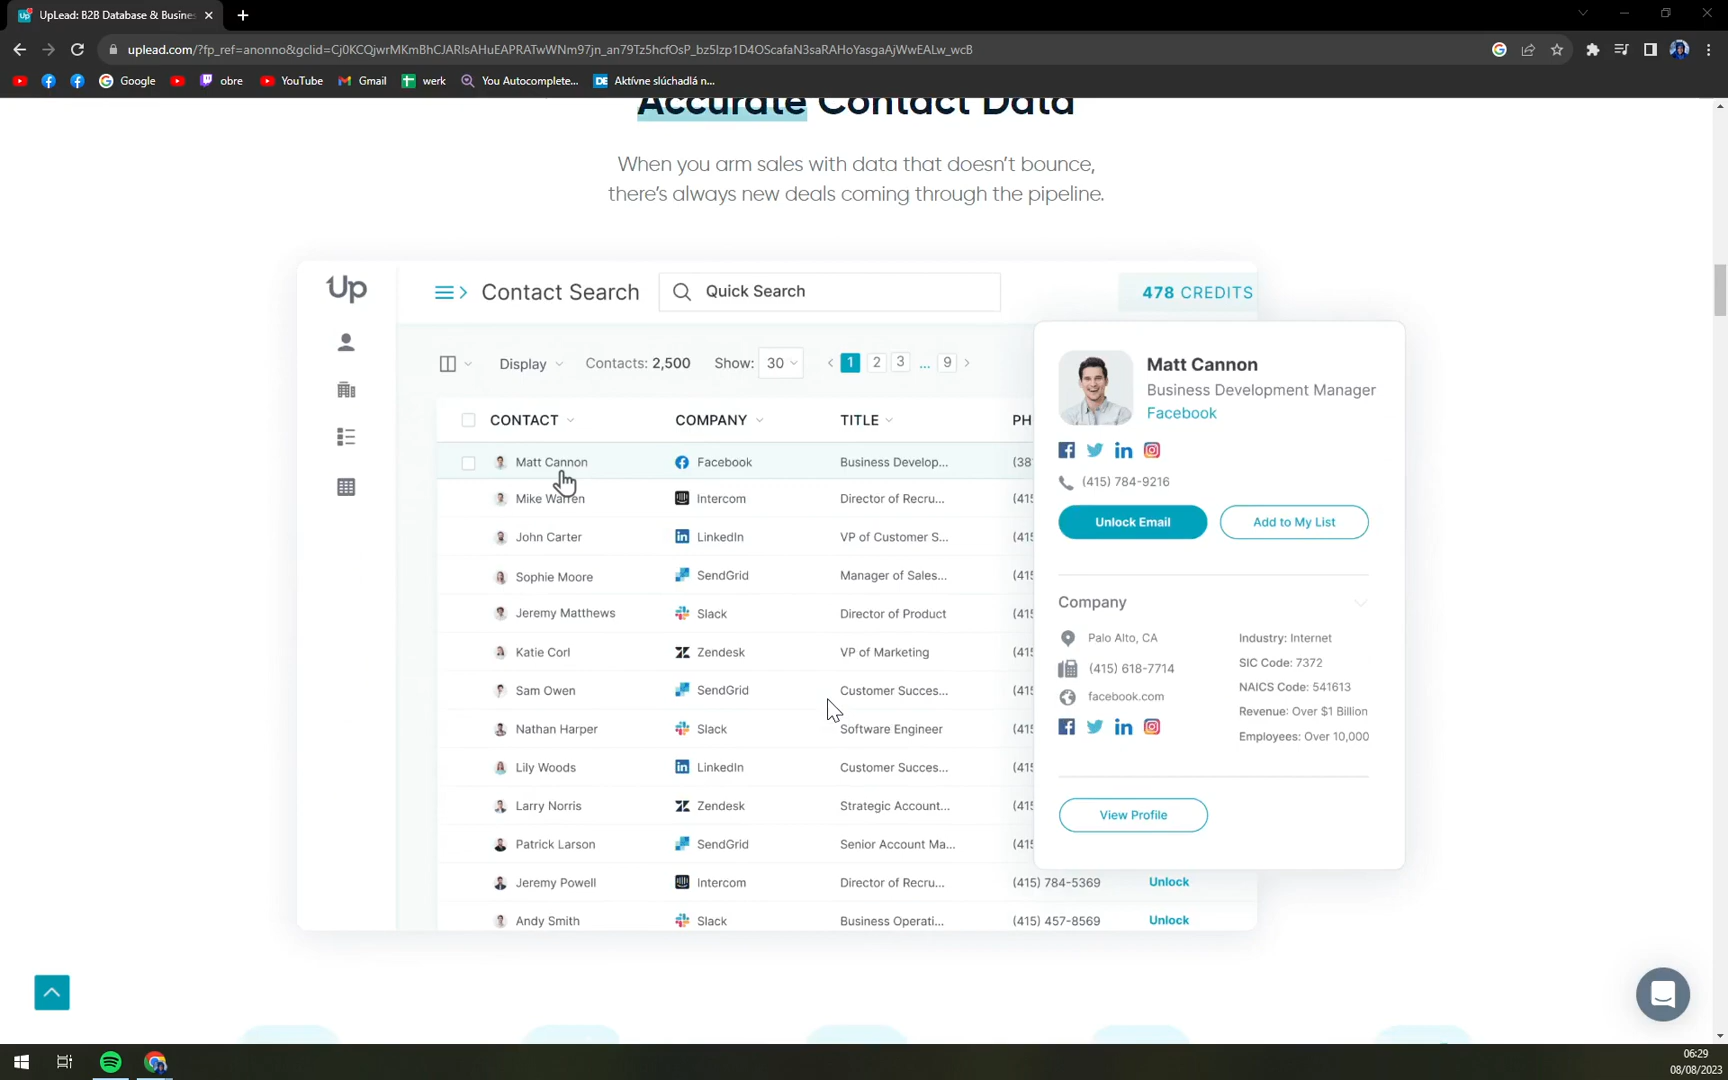 UpLead: B2B Database & Busines
uplead.com/?fp_ref=anonno&gclid=Cj0KCQjwrMKmBhCJARIsAHuEAPRATwWNm97jn_an79Tz5hcfOsP_bz5Izp1D4OScafaN3saRAHoYasgaAjWwEALw_wcB
Google
obre
YouTube
Gmail
werk
You Autocomplete...
DE Aktívne slúchadlá n...
Accurate Contact Data
When you arm sales with data that doesn't bounce,
there's always new deals coming through the pipeline.
Up
Contact Search
Quick Search
478 CREDITS
Display Contacts: 2,500 Show: 30 1 2 3 ... 9
CONTACT COMPANY TITLE PH
Matt Cannon Facebook Business Develop... (38
Mike Warren Intercom Director of Recru... (415
John Carter LinkedIn VP of Customer S... (415
Sophie Moore SendGrid Manager of Sales... (415
Jeremy Matthews Slack Director of Product (415
Katie Corl Zendesk VP of Marketing (415
Sam Owen SendGrid Customer Succes... (415
Nathan Harper Slack Software Engineer (415
Lily Woods LinkedIn Customer Succes... (415
Larry Norris Zendesk Strategic Account... (415
Patrick Larson SendGrid Senior Account Ma... (415
Jeremy Powell Intercom Director of Recru... (415) 784-5369 Unlock
Andy Smith Slack Business Operati... (415) 457-8569 Unlock
Matt Cannon
Business Development Manager
Facebook
(415) 784-9216
Unlock Email Add to My List
Company
Palo Alto, CA
(415) 618-7714
facebook.com
Industry: Internet
SIC Code: 7372
NAICS Code: 541613
Revenue: Over $1 Billion
Employees: Over 10,000
View Profile
06:29
08/08/2023